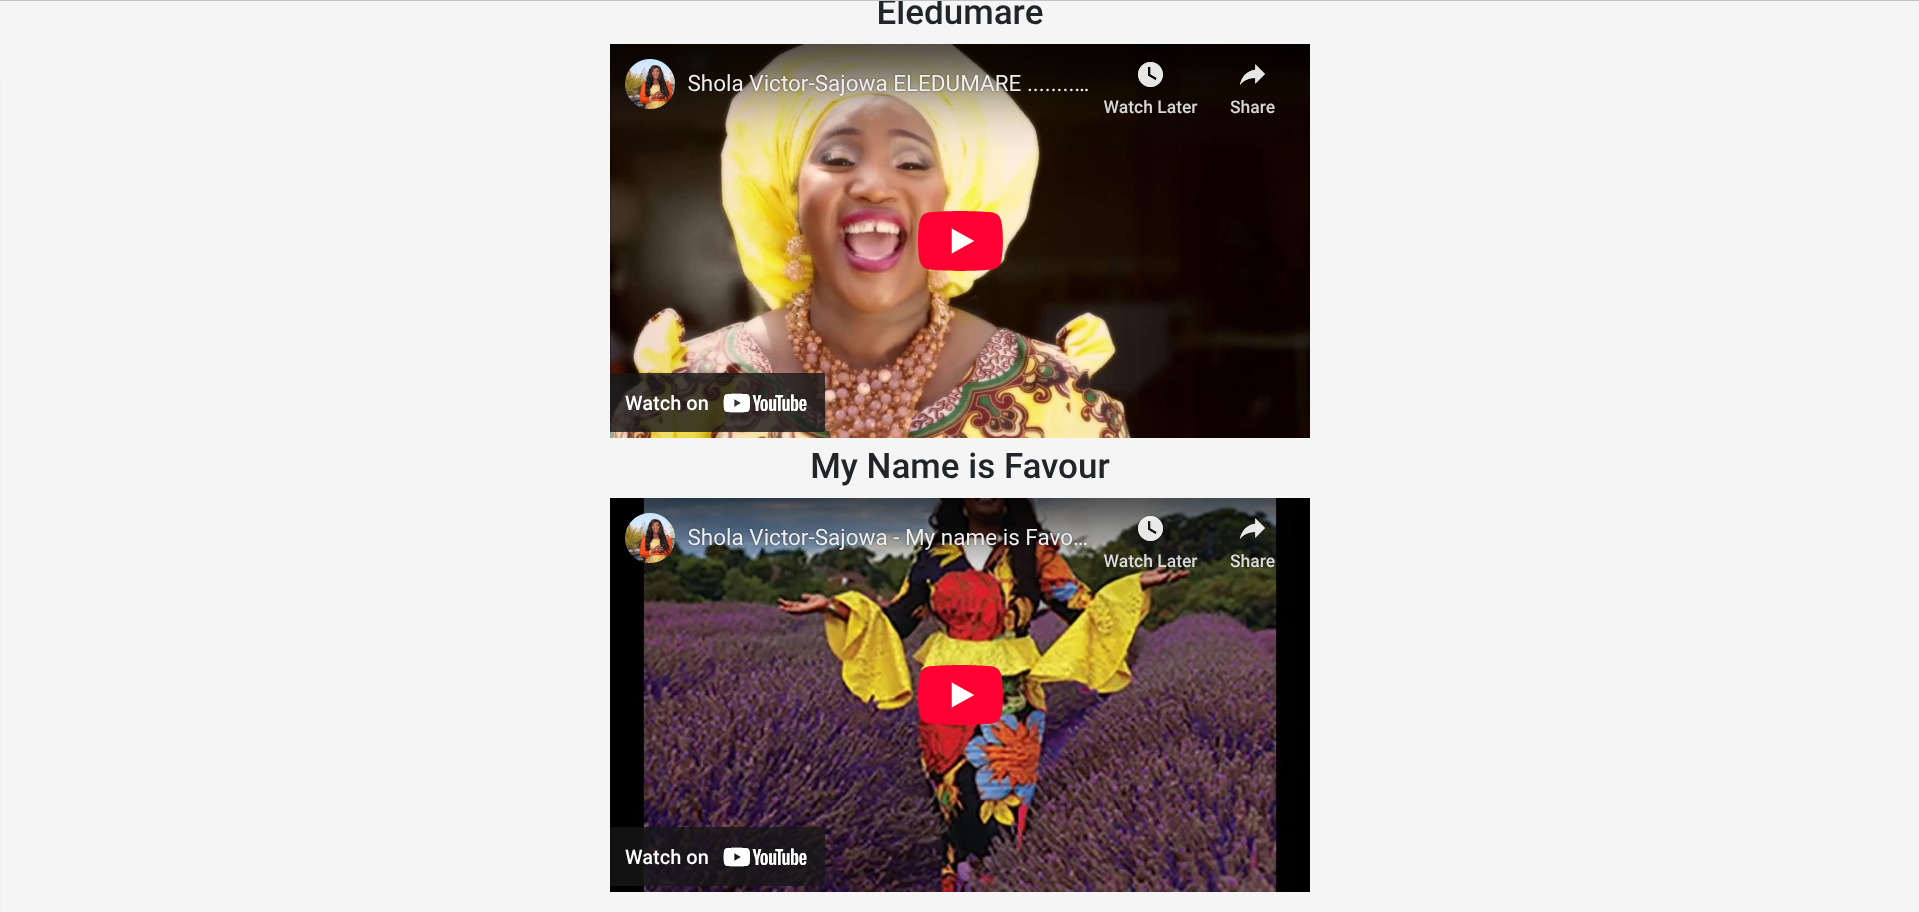 Eledumare
Shola Victor-Sajowa ELEDUMARE ...........
Watch Later
Share
Watch on YouTube
My Name is Favour
Shola Victor-Sajowa - My name is Favo...
Watch Later
Share
Watch on YouTube